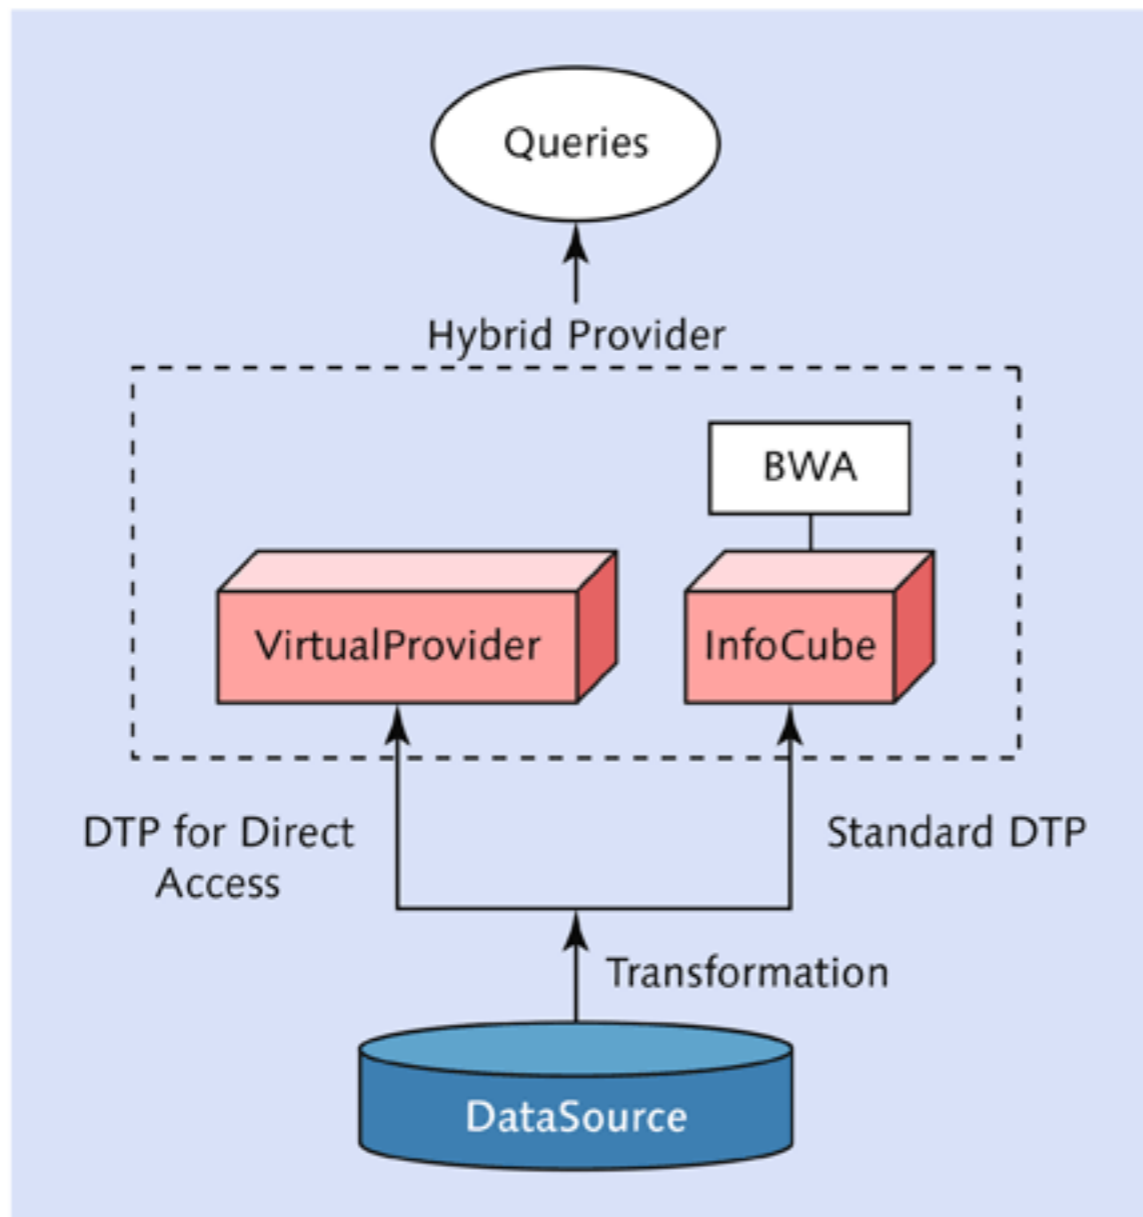 Queries
Hybrid Provider
BWA
VirtualProvider
InfoCube
DTP for Direct
Access
Standard DTP
Transformation
DataSource